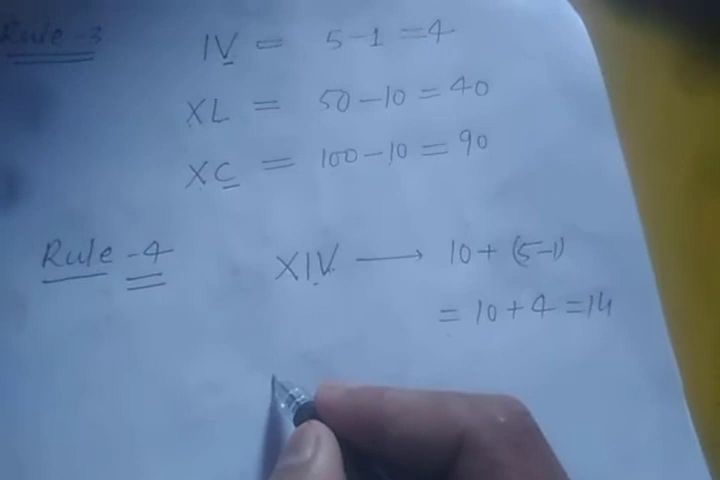 Rule-3 IV = 5-1=4
XL = 50-10=40
XC = 100-10=90
Rule-4 XIV → 10+(5-1)
=10+4=14